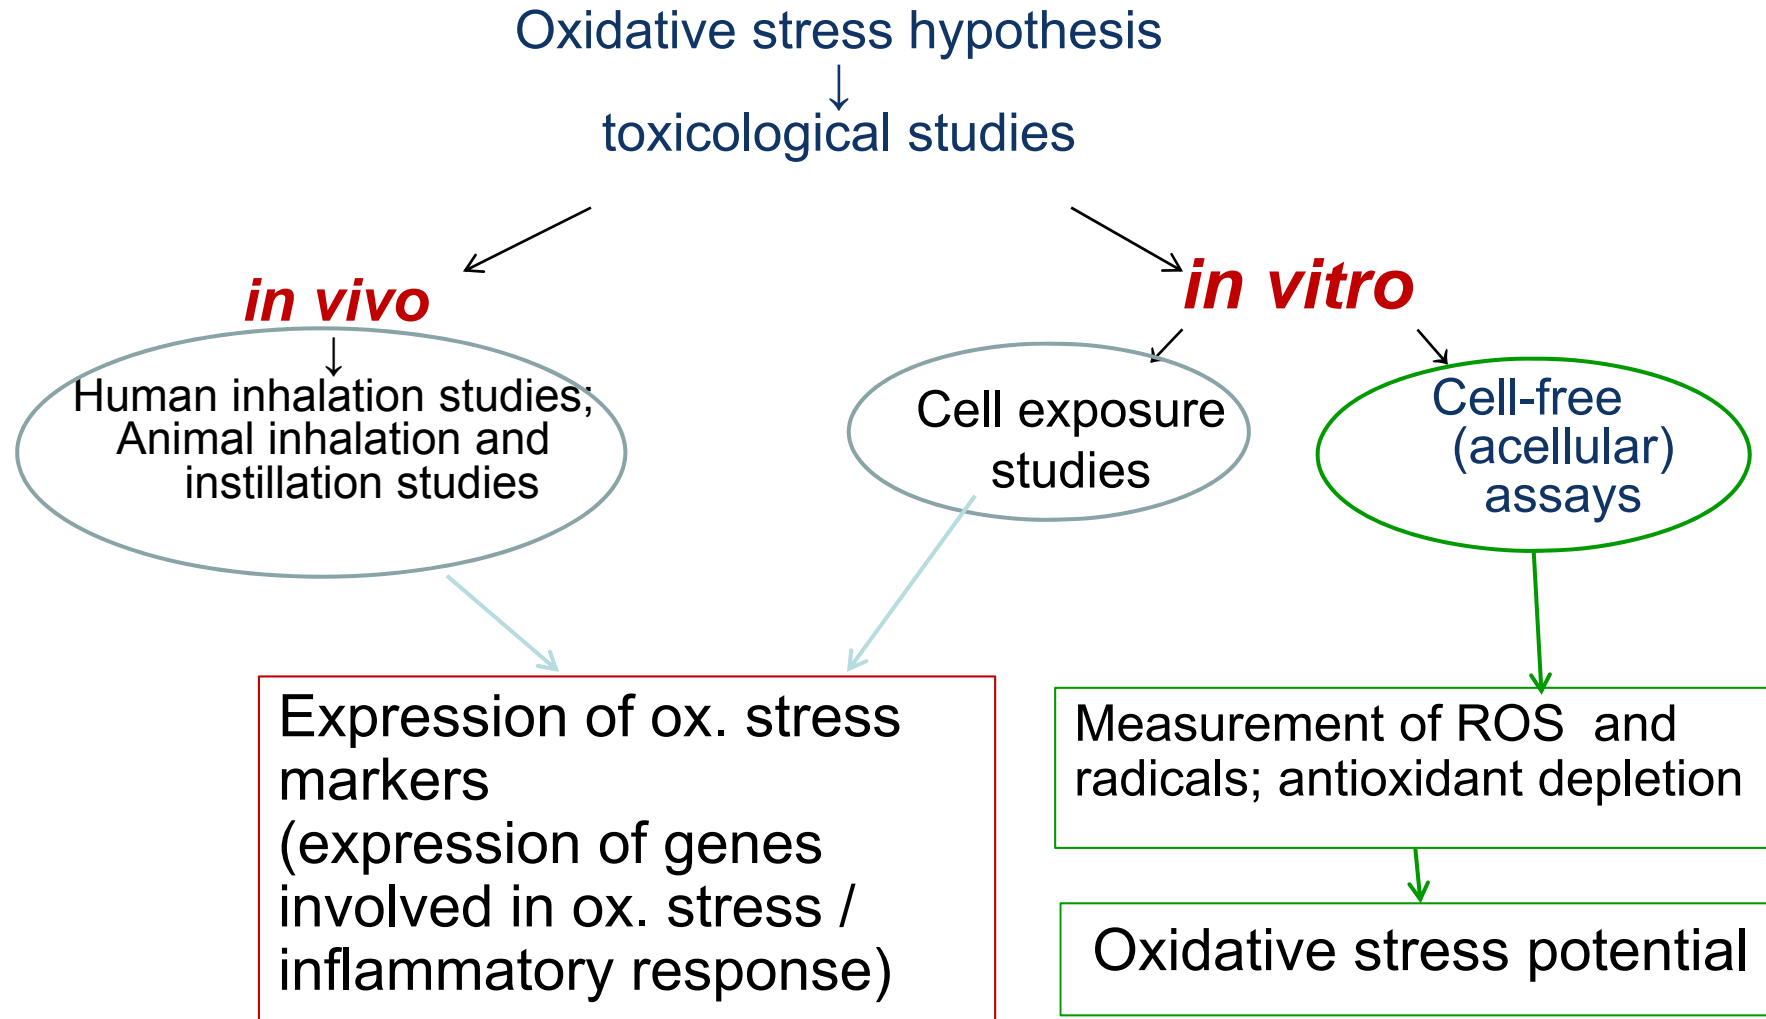 Oxidative stress hypothesis
↓
toxicological studies
in vivo
in vitro
↓
Human inhalation studies;
Animal inhalation and
instillation studies
Cell exposure
studies
Cell-free
(acellular)
assays
Expression of ox. stress
markers
(expression of genes
involved in ox. stress /
inflammatory response)
Measurement of ROS and
radicals; antioxidant depletion
Oxidative stress potential